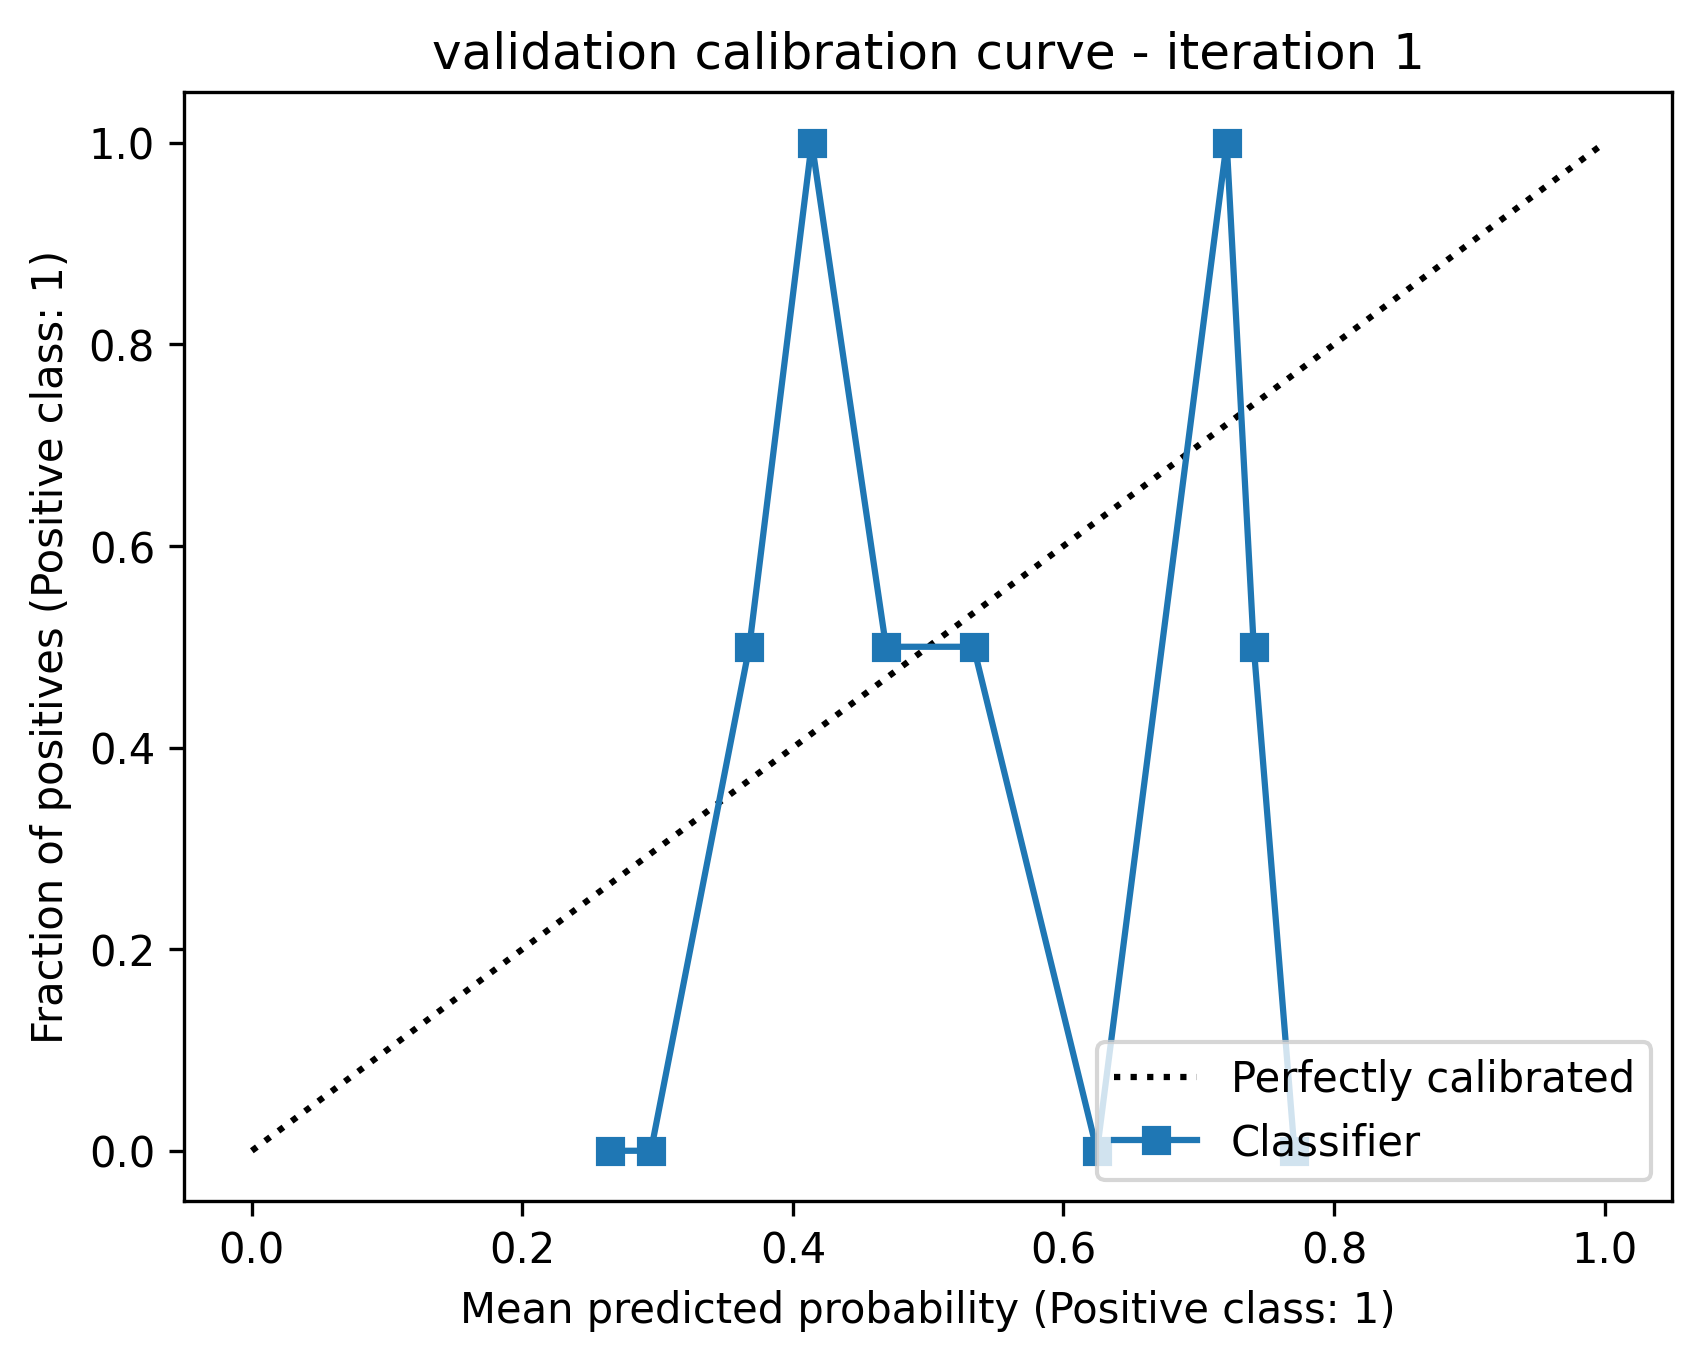 validation calibration curve - iteration 1
1.0
0.8
0.6
0.4
0.2
0.0
Fraction of positives (Positive class: 1)
Perfectly calibrated
Classifier
0.0 0.2 0.4 0.6 0.8 1.0
Mean predicted probability (Positive class: 1)